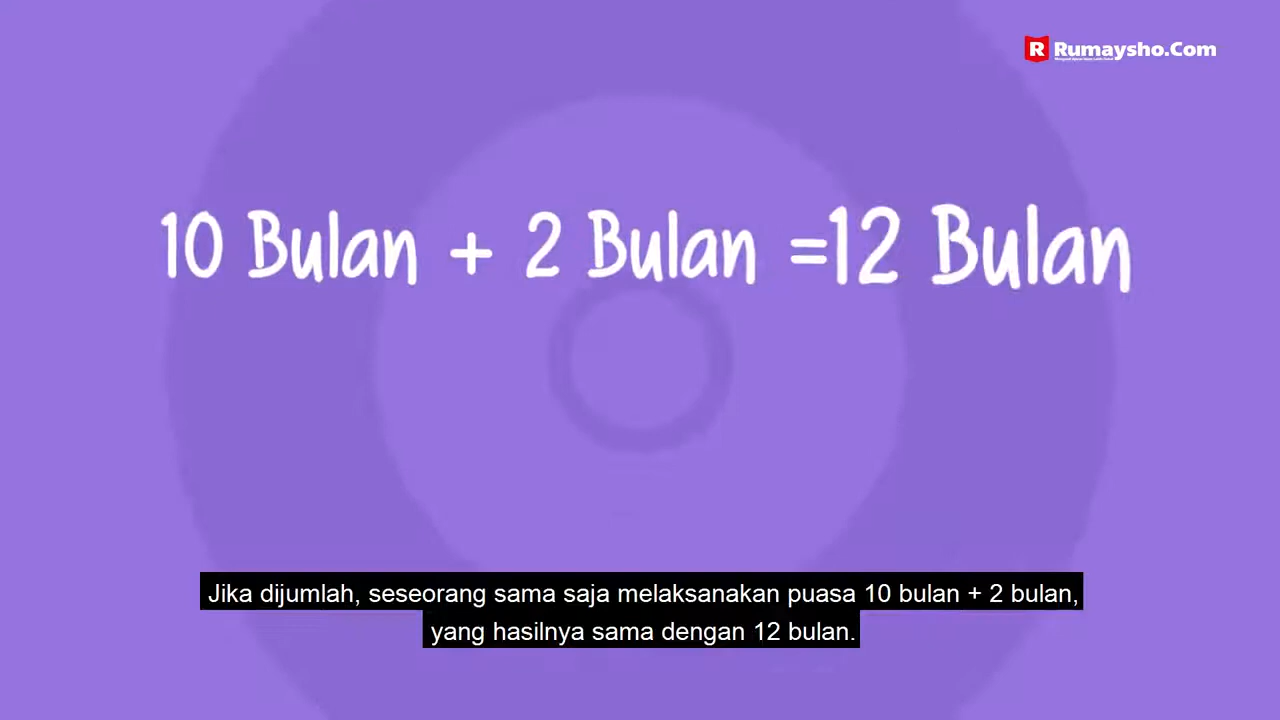 Rumaysho.Com
10 Bulan + 2 Bulan =12 Bulan
Jika dijumlah, seseorang sama saja melaksanakan puasa 10 bulan + 2 bulan,
yang hasilnya sama dengan 12 bulan.